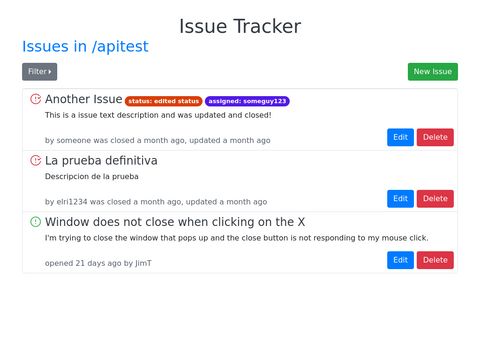 Issue Tracker
Issues in /apitest
Filter
New Issue
Another Issue status: edited status assigned: someguy123
This is a issue text description and was updated and closed!
by someone was closed a month ago, updated a month ago
Edit Delete
La prueba definitiva
Descripcion de la prueba
by elri1234 was closed a month ago, updated a month ago
Edit Delete
Window does not close when clicking on the X
I'm trying to close the window that pops up and the close button is not responding to my mouse click.
opened 21 days ago by JimT
Edit Delete